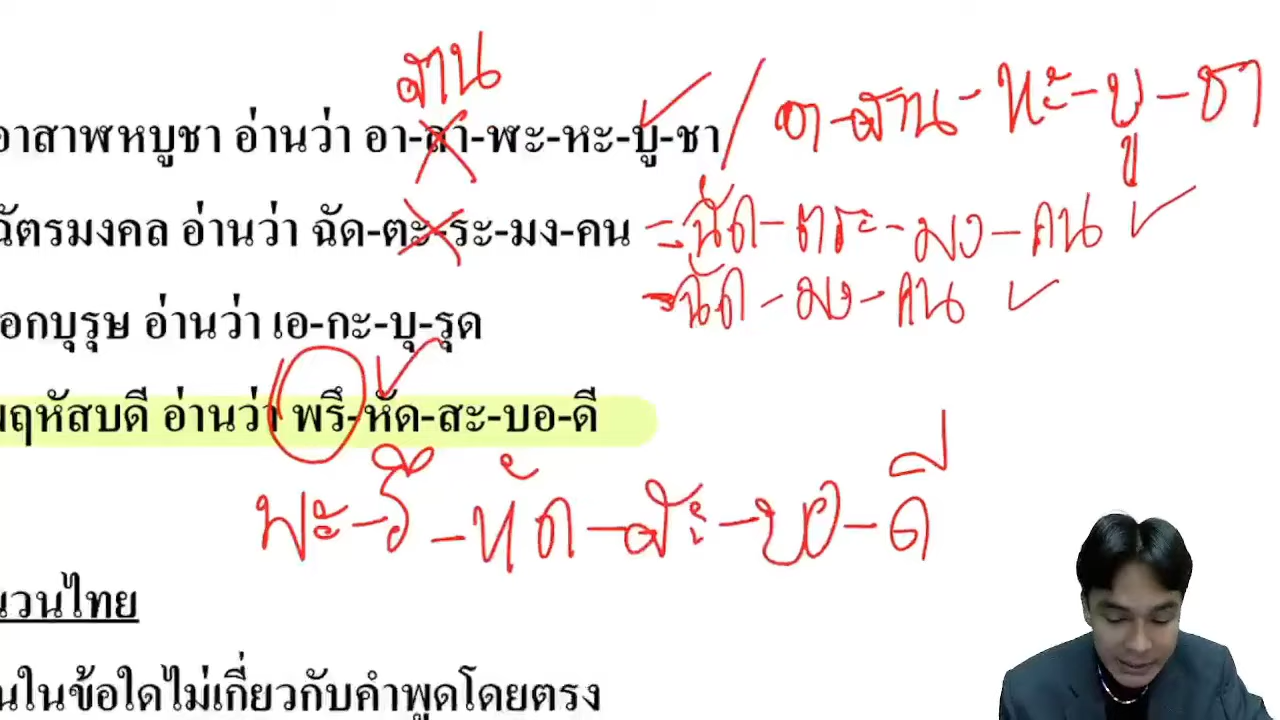 สาน
อาสาฬหบูชา อ่านว่า อา-สา-ฬะ-หะ-บู-ชา / อา-สาน-หะ-บู-ชา
ฉัตรมงคล อ่านว่า ฉัด-ตะ-ระ-มง-คน = ฉัด-ตระ-มง-คน
ฉัด-มง-คน
อกบุรุษ อ่านว่า เอ-กะ-บุ-รุด
พฤหัสบดี อ่านว่า พรึ-หัด-สะ-บอ-ดี
พะ-รึ-หัด-สะ-บอ-ดี
นวนไทย
นในข้อใดไม่เกี่ยวกับคำพูดโดยตรง